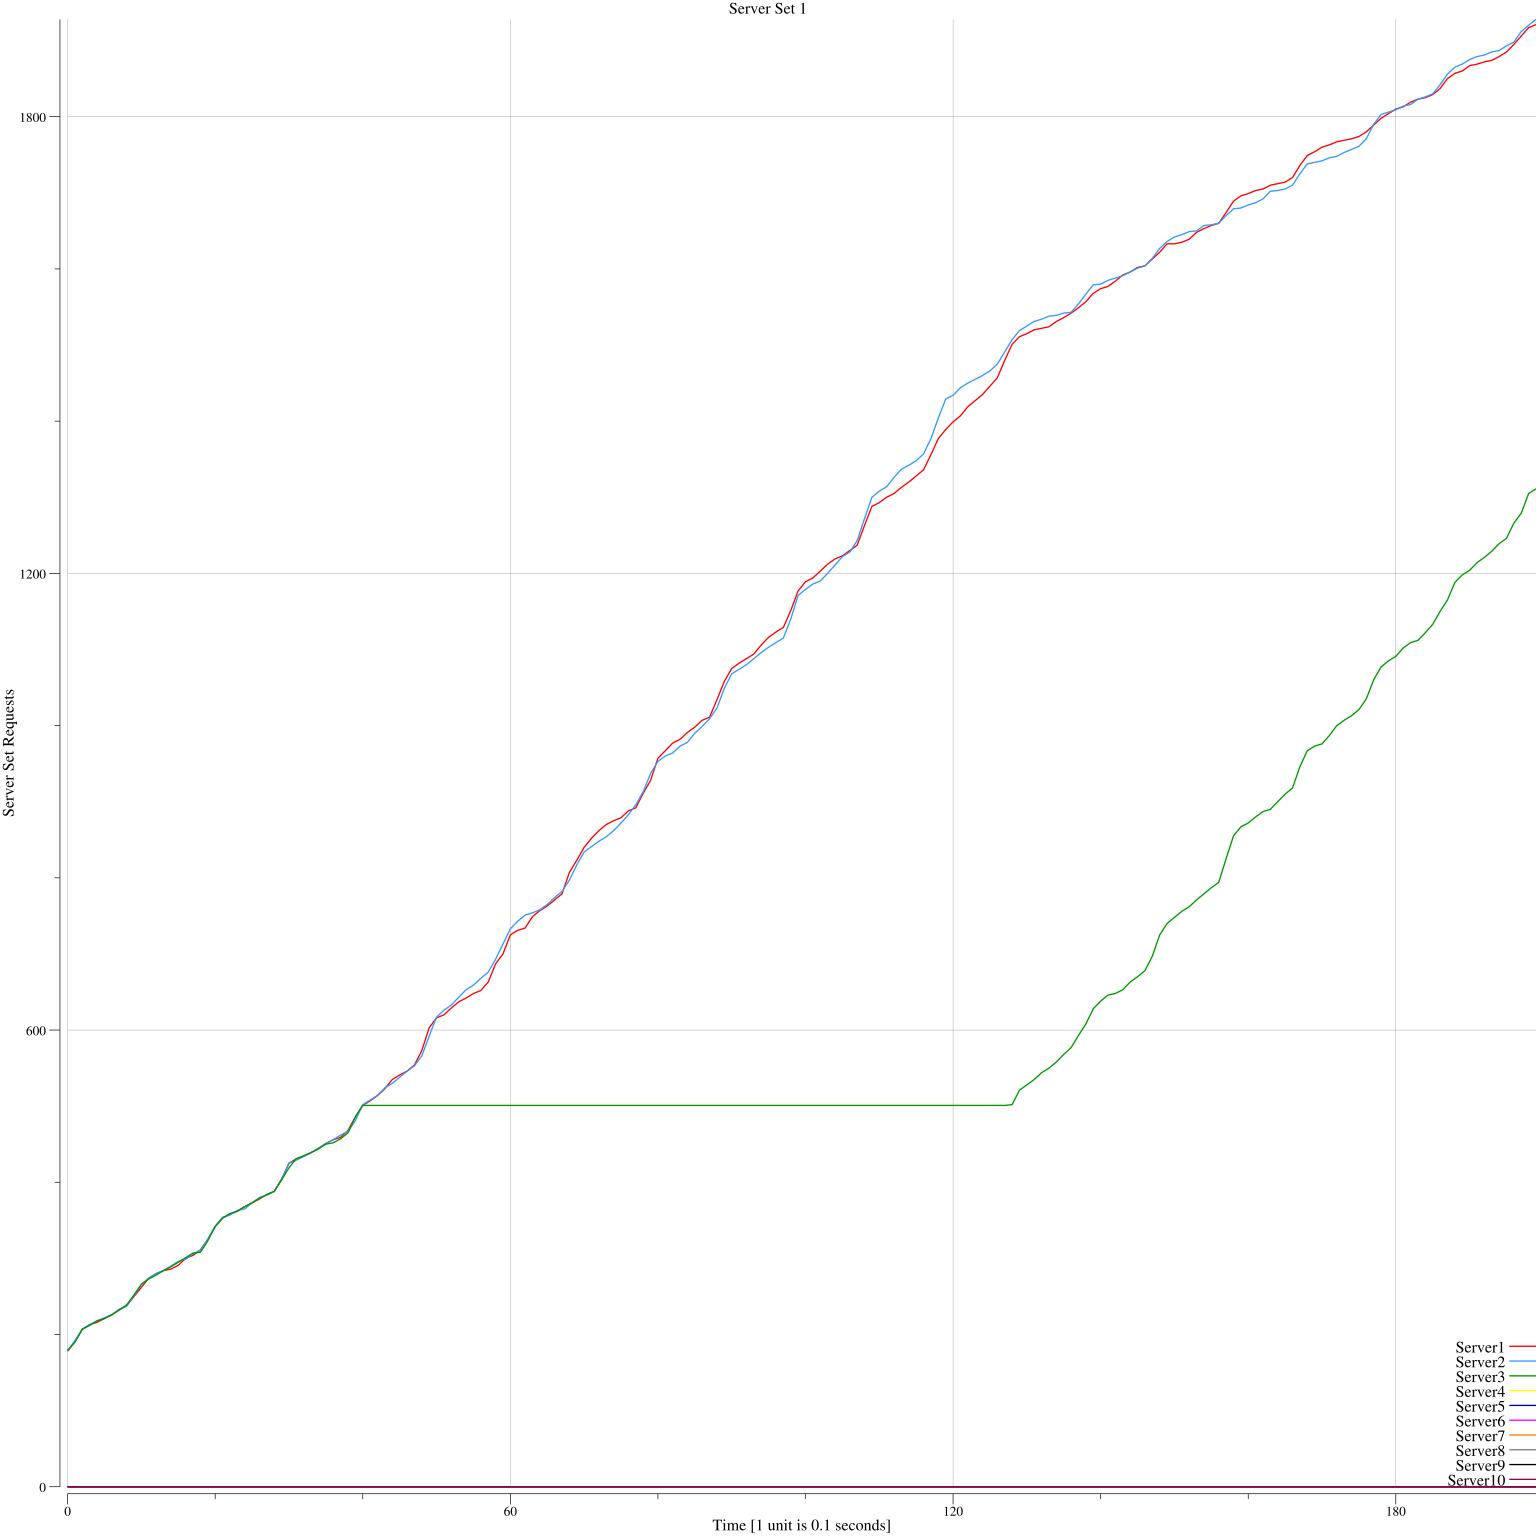 Server Set 1
1800
1200
600
0
Server Set Requests
0 60 120 180
Time [1 unit is 0.1 seconds]
Server1
Server2
Server3
Server4
Server5
Server6
Server7
Server8
Server9
Server10